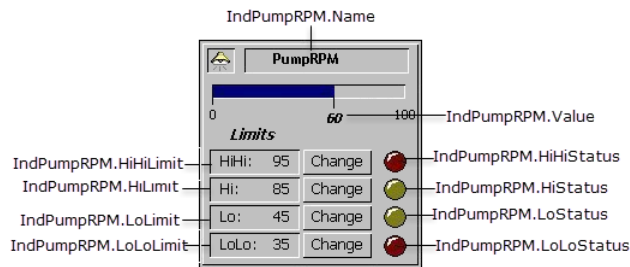 IndPumpRPM.Name
PumpRPM
0 60 100
IndPumpRPM.Value
Limits
IndPumpRPM.HiHiLimit HiHi: 95 Change IndPumpRPM.HiHiStatus
IndPumpRPM.HiLimit Hi: 85 Change IndPumpRPM.HiStatus
IndPumpRPM.LoLimit Lo: 45 Change IndPumpRPM.LoStatus
IndPumpRPM.LoLoLimit LoLo: 35 Change IndPumpRPM.LoLoStatus